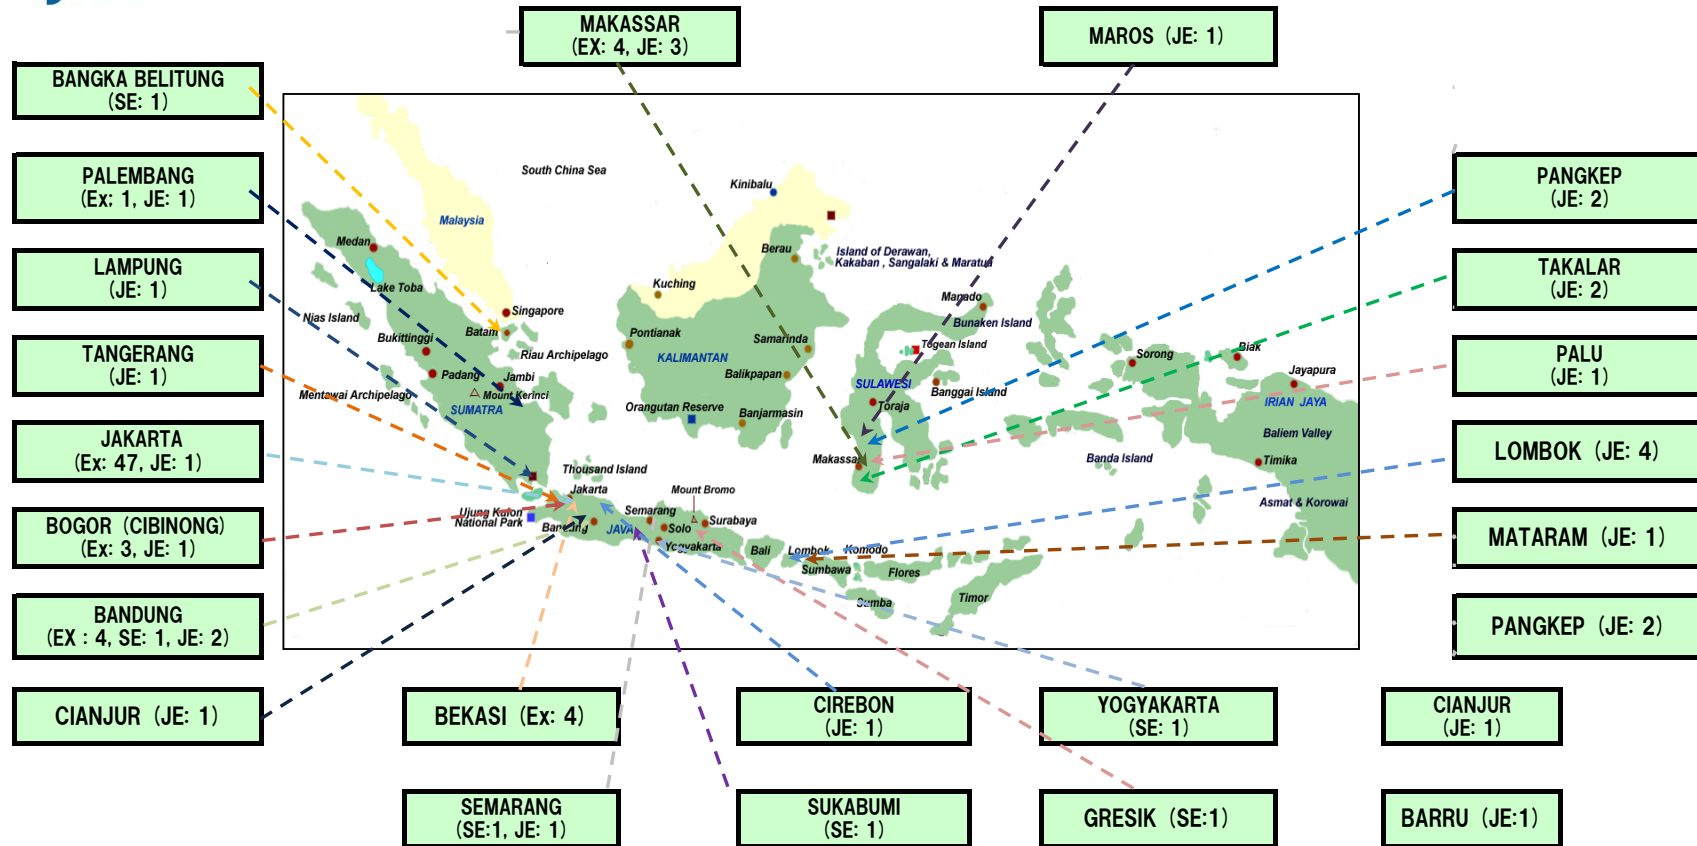 MAKASSAR
(EX: 4, JE: 3)
MAROS (JE: 1)
BANGKA BELITUNG
(SE: 1)
PALEMBANG
(Ex: 1, JE: 1)
LAMPUNG
(JE: 1)
TANGERANG
(JE: 1)
JAKARTA
(Ex: 47, JE: 1)
BOGOR (CIBINONG)
(Ex: 3, JE: 1)
BANDUNG
(EX : 4, SE: 1, JE: 2)
CIANJUR (JE: 1)
South China Sea
Kinibalu
Malaysia
Medan
Berau
Island of Derawan,
Kakaban , Sangalaki & Maratua
Lake Toba
Kuching
Manado
Nias Island
Singapore
Batam
Bunaken Island
Bukittinggi
Pontianak
Samarinda
Togean Island
Riau Archipelago
KALIMANTAN
Sorong
Biak
Padang
Jambi
Balikpapan
SULAWESI
Jayapura
Mentawai Archipelago
Mount Kerinci
Banggai Island
SUMATRA
Orangutan Reserve
Banjarmasin
Toraja
IRIAN JAYA
Baliem Valley
Thousand Island
Makassar
Banda Island
Timika
Jakarta
Mount Bromo
Asmat & Korowai
Ujung Kulon
National Park
Bandung
JAVA
Semarang
Solo
Surabaya
Yogyakarta
Bali
Lombok
Komodo
Sumbawa
Flores
Sumba
Timor
PANGKEP
(JE: 2)
TAKALAR
(JE: 2)
PALU
(JE: 1)
LOMBOK (JE: 4)
MATARAM (JE: 1)
PANGKEP (JE: 2)
BEKASI (Ex: 4)
CIREBON
(JE: 1)
YOGYAKARTA
(SE: 1)
CIANJUR
(JE: 1)
SEMARANG
(SE:1, JE: 1)
SUKABUMI
(SE: 1)
GRESIK (SE:1)
BARRU (JE:1)